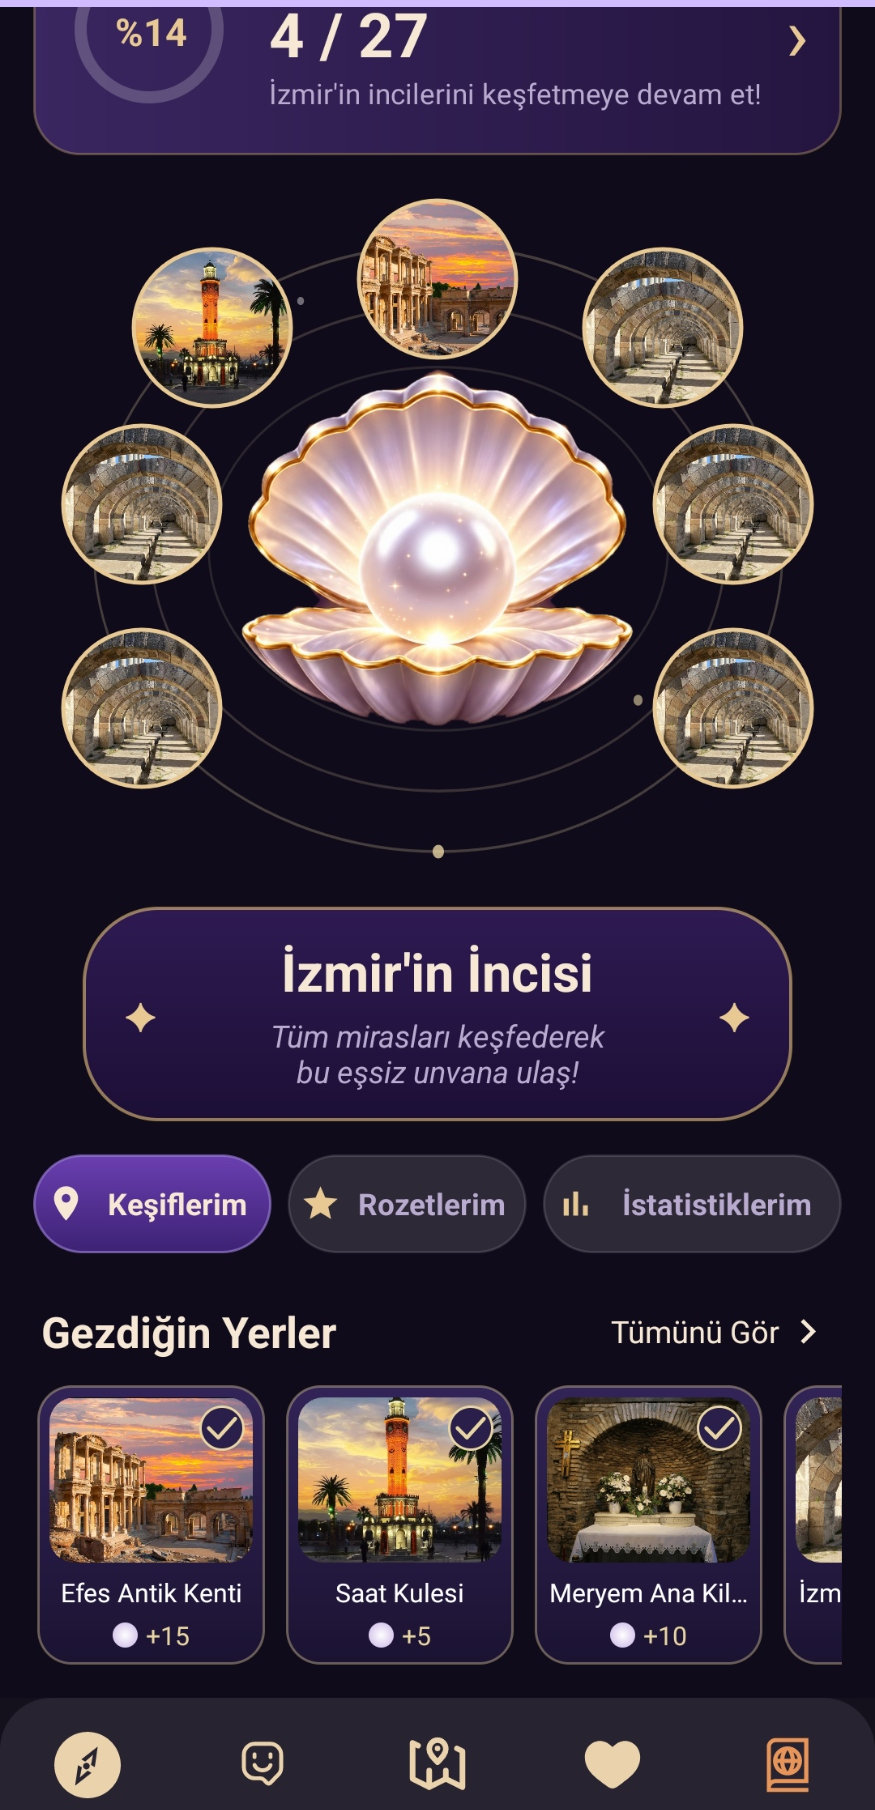 %14
4 / 27
İzmir'in incilerini keşfetmeye devam et!
İzmir'in İncisi
Tüm mirasları keşfederek
bu eşsiz unvana ulaş!
Keşiflerim
Rozetlerim
İstatistiklerim
Gezdiğin Yerler
Tümünü Gör
Efes Antik Kenti
+15
Saat Kulesi
+5
Meryem Ana Kil...
+10
İzm